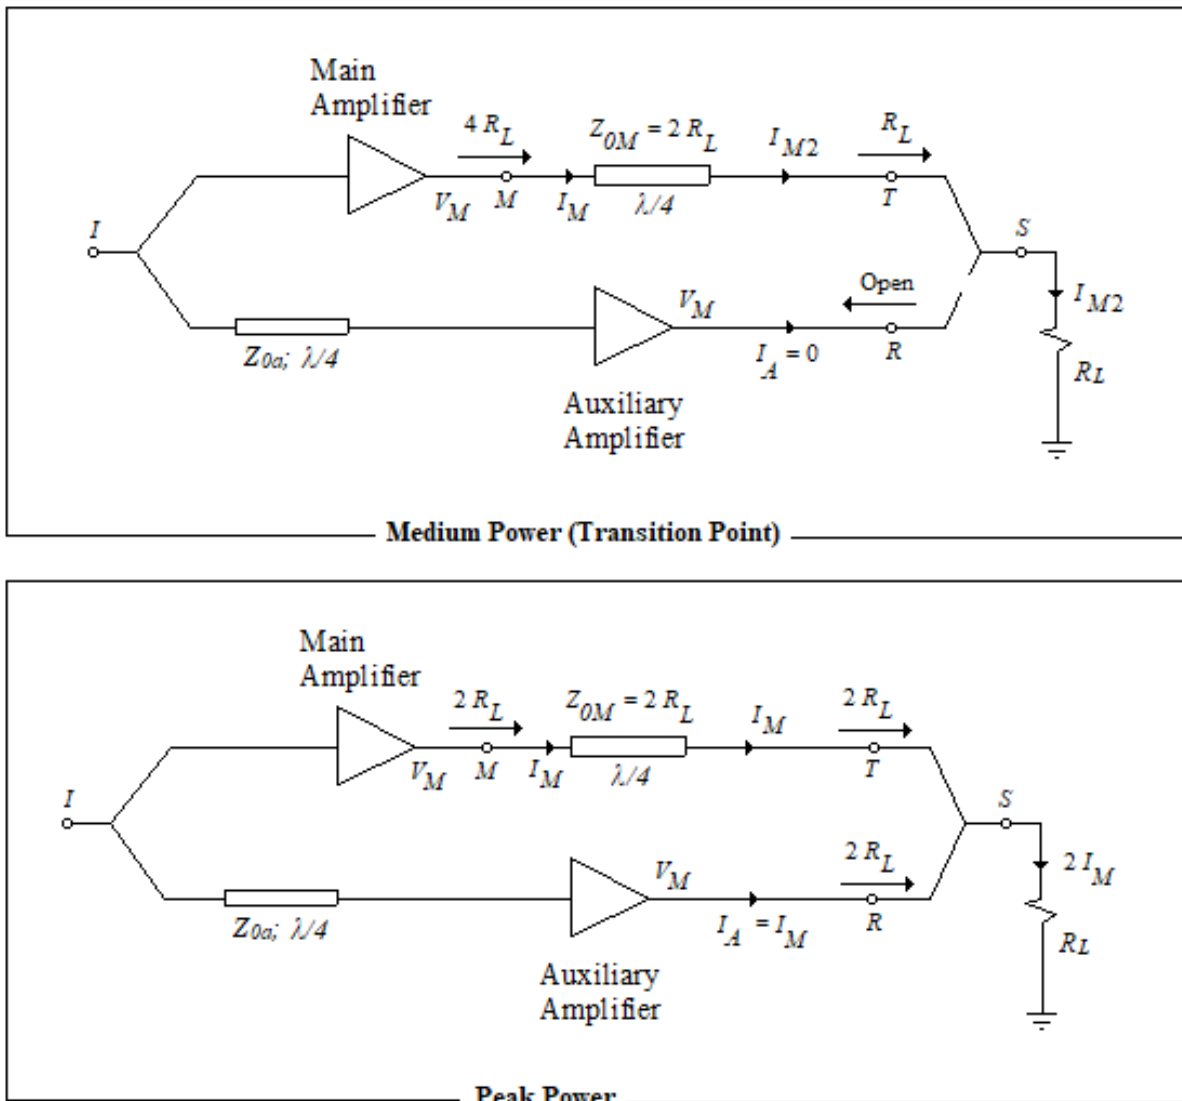 Main
Amplifier
4 R_L
Z_0M = 2 R_L
I_M2
R_L
V_M
M
I_M
λ/4
T
I
S
Open
I_M2
V_M
I_A = 0
R
R_L
Z_0a; λ/4
Auxiliary
Amplifier
Medium Power (Transition Point)
Main
Amplifier
2 R_L
Z_0M = 2 R_L
I_M
2 R_L
V_M
M
I_M
λ/4
T
I
S
V_M
2 R_L
2 I_M
Z_0a; λ/4
I_A = I_M
R
R_L
Auxiliary
Amplifier
Peak Power